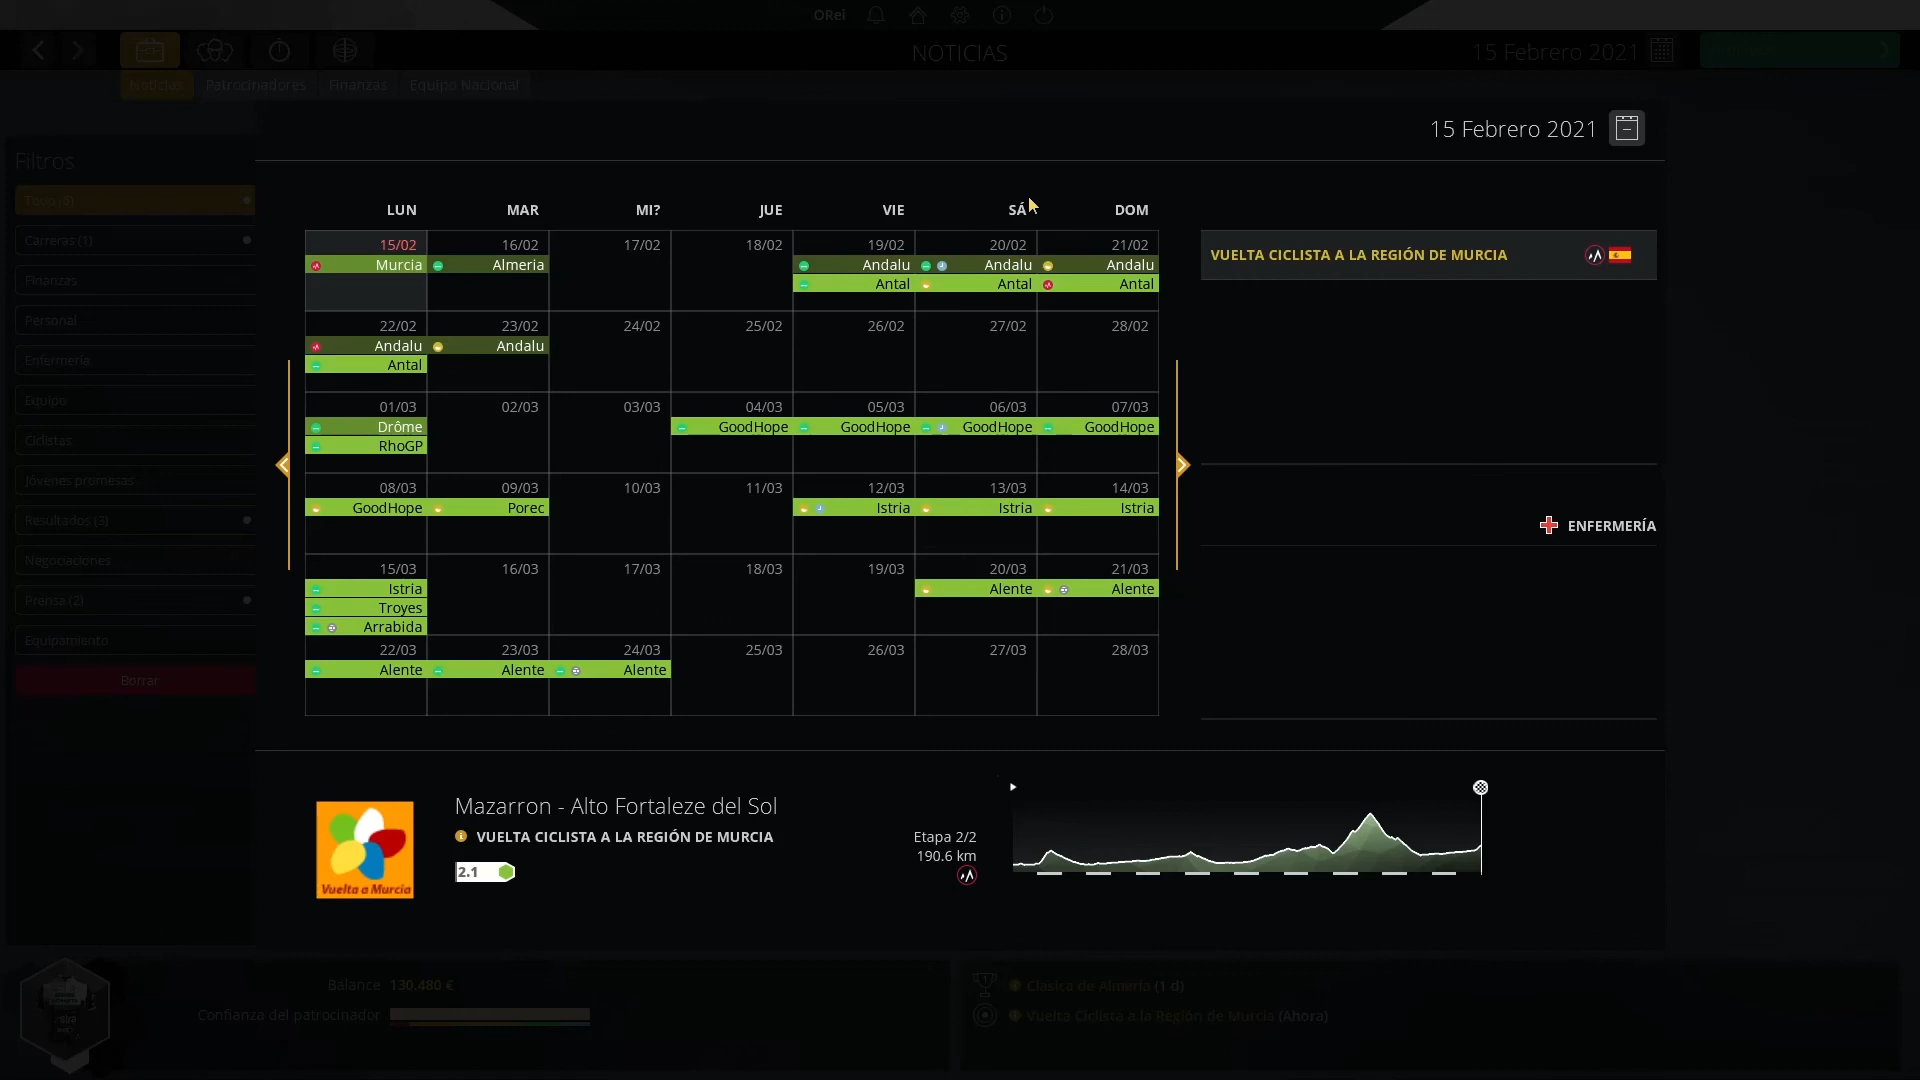 ORei
NOTICIAS
15 Febrero 2021
Noticias
Patrocinadores
Finanzas
Equipo Nacional
15 Febrero 2021
Filtros
Carreras (1)
Finanzas
Personal
Enfermería
Equipo
Ciclistas
Jóvenes promesas
Resultados (3)
Negociaciones
Prensa (2)
Equipamiento
Borrar
LUN MAR MI? JUE VIE SÁ DOM
15/02 16/02 17/02 18/02 19/02 20/02 21/02
Murcia Almeria Andalu Andalu Andalu
Antal Antal Antal
22/02 23/02 24/02 25/02 26/02 27/02 28/02
Andalu Andalu
Antal
01/03 02/03 03/03 04/03 05/03 06/03 07/03
Drôme GoodHope GoodHope GoodHope GoodHope
RhoGP
08/03 09/03 10/03 11/03 12/03 13/03 14/03
GoodHope Porec Istria Istria Istria
15/03 16/03 17/03 18/03 19/03 20/03 21/03
Istria Alente Alente
Troyes
Arrabida
22/03 23/03 24/03 25/03 26/03 27/03 28/03
Alente Alente Alente
VUELTA CICLISTA A LA REGIÓN DE MURCIA
ENFERMERÍA
Vuelta a Murcia
Mazarron - Alto Fortaleze del Sol
VUELTA CICLISTA A LA REGIÓN DE MURCIA
2.1
Etapa 2/2
190.6 km
Balance 130.480 €
Confianza del patrocinador
Clasica de Almeria (1 d)
Vuelta Ciclista a la Región de Murcia (Ahora)